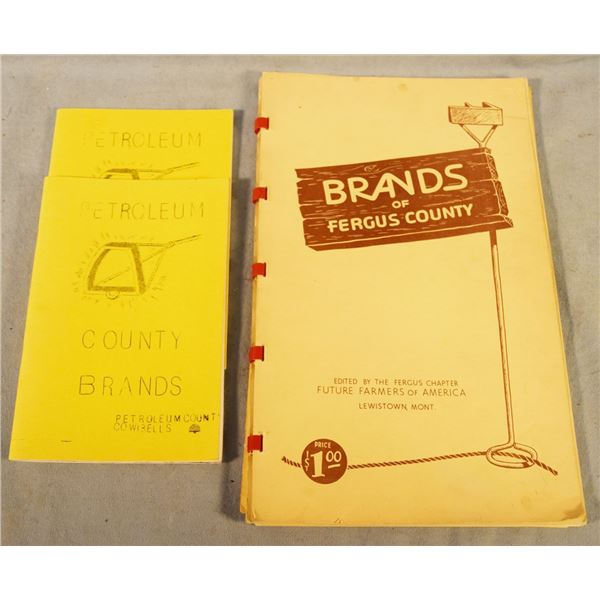 PETROLEUM
PETROLEUM
COUNTY
BRANDS
PETROLEUM COUNTY
COWBELLS
BRANDS
OF
FERGUS COUNTY
EDITED BY THE FERGUS CHAPTER
FUTURE FARMERS OF AMERICA
LEWISTOWN, MONT.
PRICE
$1.00